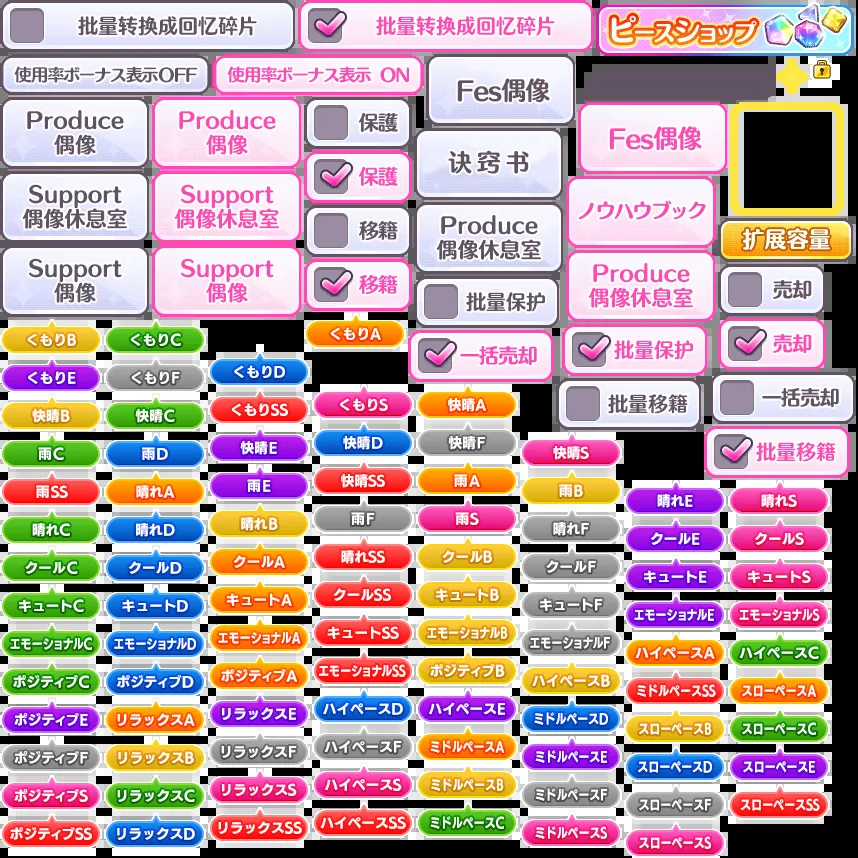 批量转换成回忆碎片
批量转换成回忆碎片
ピースショップ
使用率ボーナス表示OFF
使用率ボーナス表示 ON
Fes偶像
Produce
偶像
Produce
偶像
保護
Fes偶像
诀窍书
保護
Support
偶像休息室
Support
偶像休息室
ノウハウブック
移籍
Produce
偶像休息室
扩展容量
Support
偶像
Support
偶像
移籍
Produce
偶像休息室
売却
批量保护
くもりB
くもりC
くもりA
一括売却
批量保护
売却
くもりE
くもりF
くもりD
批量移籍
一括売却
快晴B
快晴C
くもりSS
くもりS
快晴A
批量移籍
雨C
雨D
快晴E
快晴D
快晴F
快晴S
雨SS
晴れA
雨E
快晴SS
雨A
雨B
晴れE
晴れS
晴れC
晴れD
晴れB
雨F
雨S
晴れF
クールE
クールS
クールC
クールD
クールA
晴れSS
クールB
クールF
キュートE
キュートS
キュートC
キュートD
キュートA
クールSS
キュートB
キュートF
エモーショナルE
エモーショナルS
エモーショナルC
エモーショナルD
エモーショナルA
キュートSS
エモーショナルB
エモーショナルF
ハイペースA
ハイペースC
ポジティブC
ポジティブD
ポジティブA
エモーショナルSS
ポジティブB
ハイペースB
ミドルペースSS
スローペースA
ポジティブE
リラックスA
リラックスE
ハイペースD
ハイペースE
ミドルペースD
スローペースB
スローペースC
ポジティブF
リラックスB
リラックスF
ハイペースF
ミドルペースA
ミドルペースE
スローペースD
スローペースE
ポジティブS
リラックスC
リラックスS
ハイペースS
ミドルペースB
ミドルペースF
スローペースF
スローペースSS
ポジティブSS
リラックスD
リラックスSS
ハイペースSS
ミドルペースC
ミドルペースS
スローペースS